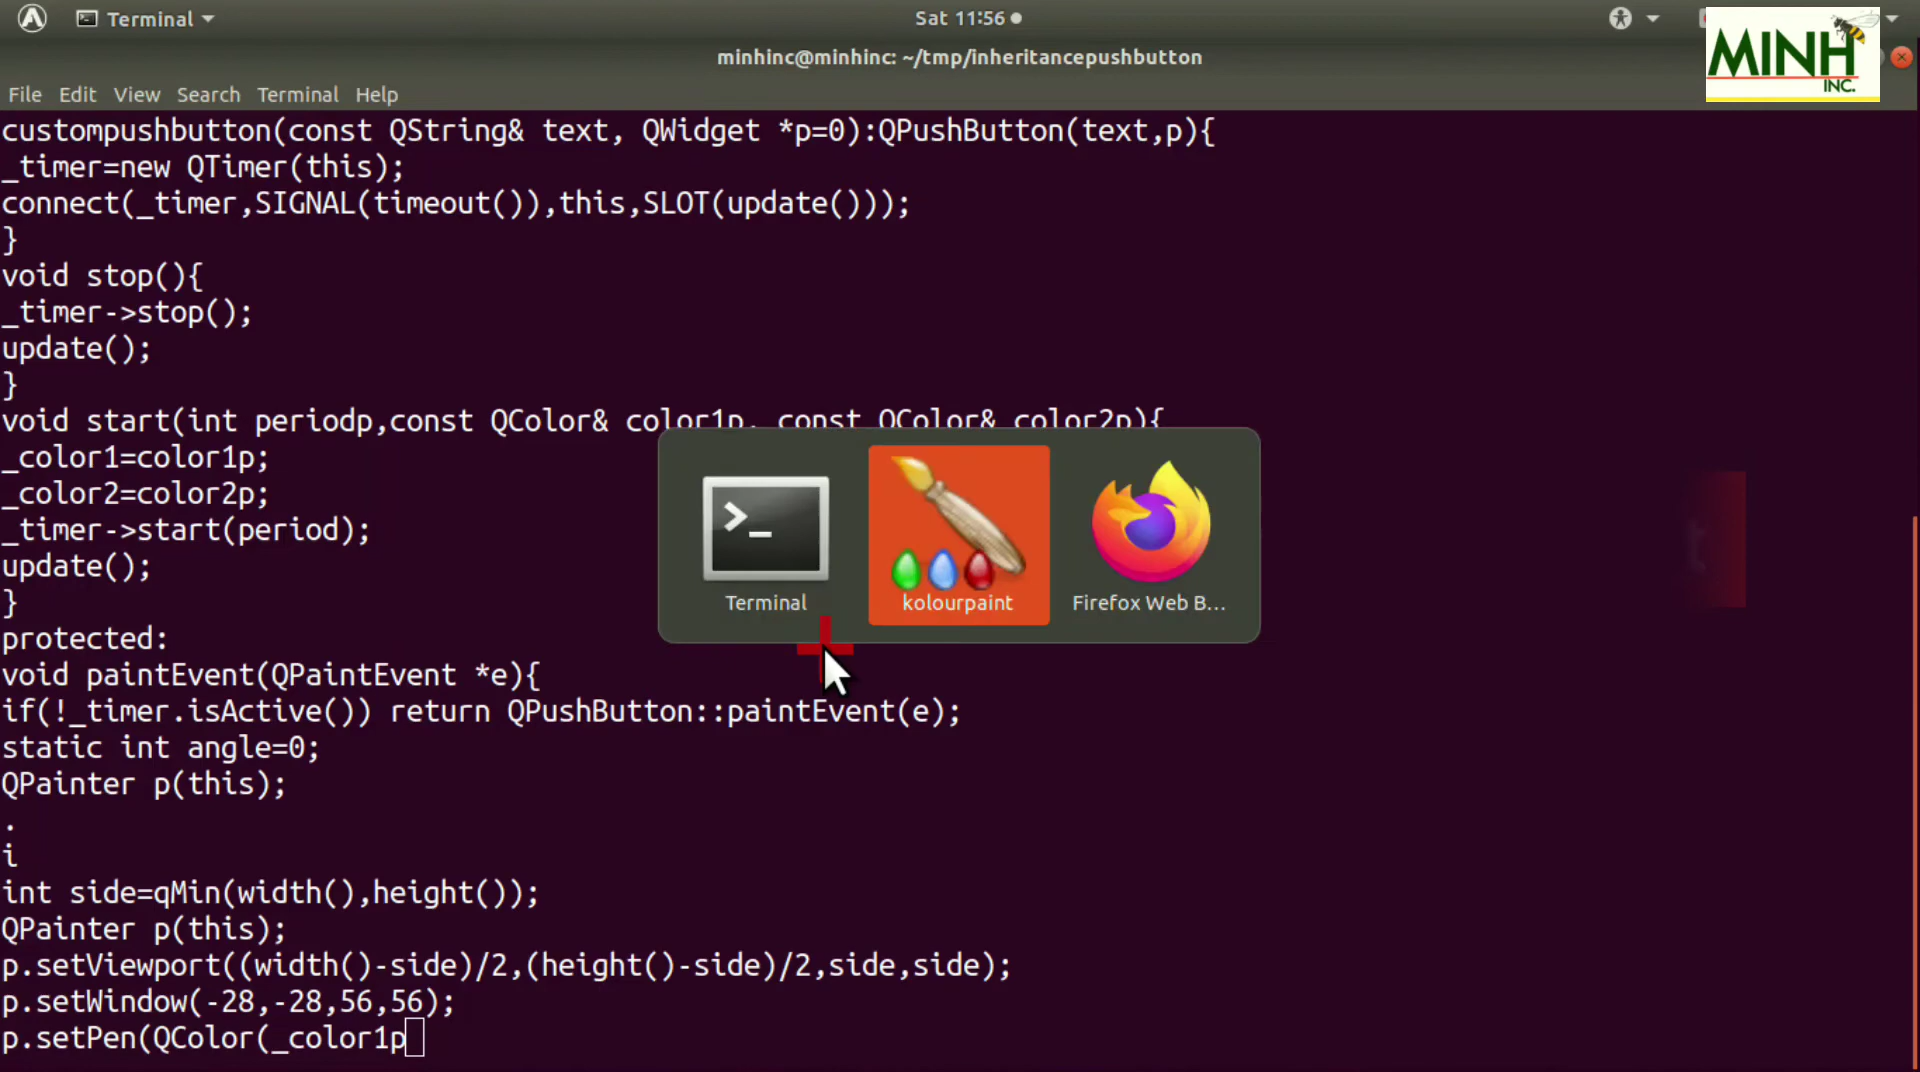 Terminal
Sat 11:56
minhinc@minhinc: ~/tmp/inheritancepushbutton
MINH
INC.
File Edit View Search Terminal Help
custompushbutton(const QString& text, QWidget *p=0):QPushButton(text,p){
_timer=new QTimer(this);
connect(_timer,SIGNAL(timeout()),this,SLOT(update()));
}
void stop(){
_timer->stop();
update();
}
void start(int periodp,const QColor& color1p, const QColor& color2p){
_color1=color1p;
_color2=color2p;
_timer->start(period);
update();
}
protected:
void paintEvent(QPaintEvent *e){
if(!_timer.isActive()) return QPushButton::paintEvent(e);
static int angle=0;
QPainter p(this);
.
i
int side=qMin(width(),height());
QPainter p(this);
p.setViewport((width()-side)/2,(height()-side)/2,side,side);
p.setWindow(-28,-28,56,56);
p.setPen(QColor(_color1p
Terminal
kolourpaint
Firefox Web B...